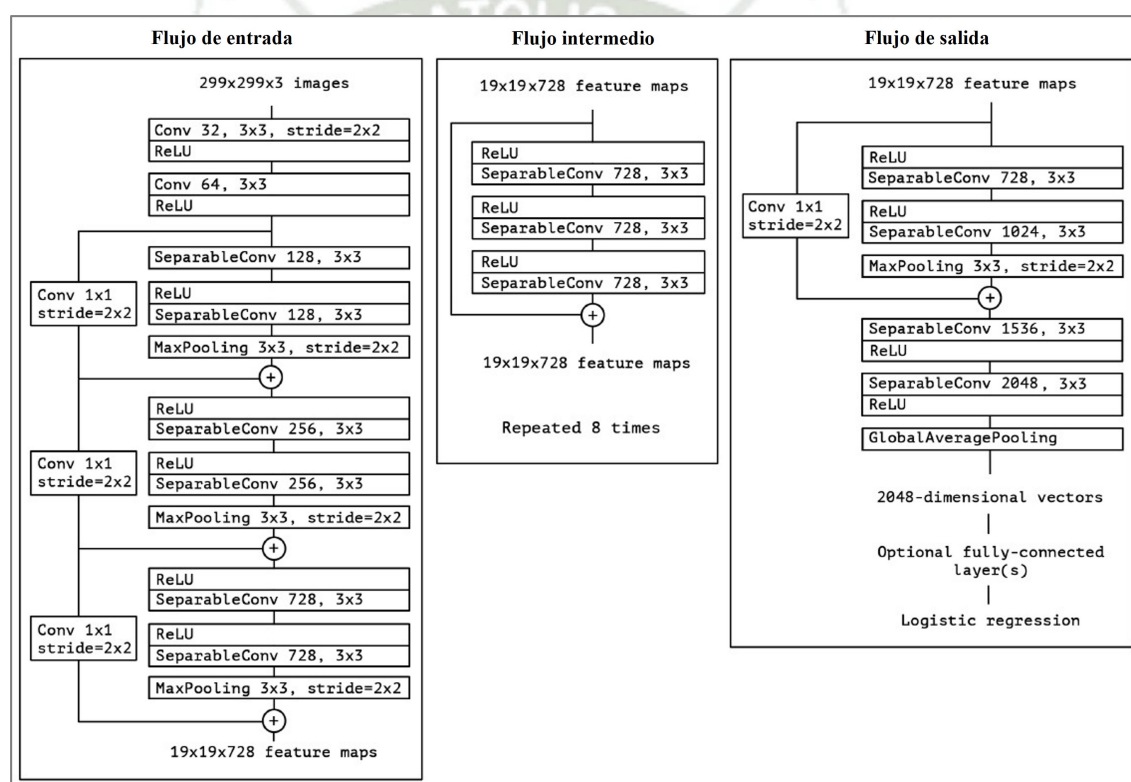 CATOLIC
Flujo de entrada
299x299x3 images
Conv 32, 3x3, stride=2x2
ReLU
Conv 64, 3x3
ReLU
SeparableConv 128, 3x3
Conv 1x1
stride=2x2
ReLU
SeparableConv 128, 3x3
MaxPooling 3x3, stride=2x2
+
ReLU
SeparableConv 256, 3x3
Conv 1x1
stride=2x2
ReLU
SeparableConv 256, 3x3
MaxPooling 3x3, stride=2x2
+
ReLU
SeparableConv 728, 3x3
Conv 1x1
stride=2x2
ReLU
SeparableConv 728, 3x3
MaxPooling 3x3, stride=2x2
+
19x19x728 feature maps
Flujo intermedio
19x19x728 feature maps
ReLU
SeparableConv 728, 3x3
ReLU
SeparableConv 728, 3x3
ReLU
SeparableConv 728, 3x3
+
19x19x728 feature maps
Repeated 8 times
Flujo de salida
19x19x728 feature maps
ReLU
SeparableConv 728, 3x3
Conv 1x1
stride=2x2
ReLU
SeparableConv 1024, 3x3
MaxPooling 3x3, stride=2x2
+
SeparableConv 1536, 3x3
ReLU
SeparableConv 2048, 3x3
ReLU
GlobalAveragePooling
2048-dimensional vectors
Optional fully-connected
layer(s)
Logistic regression